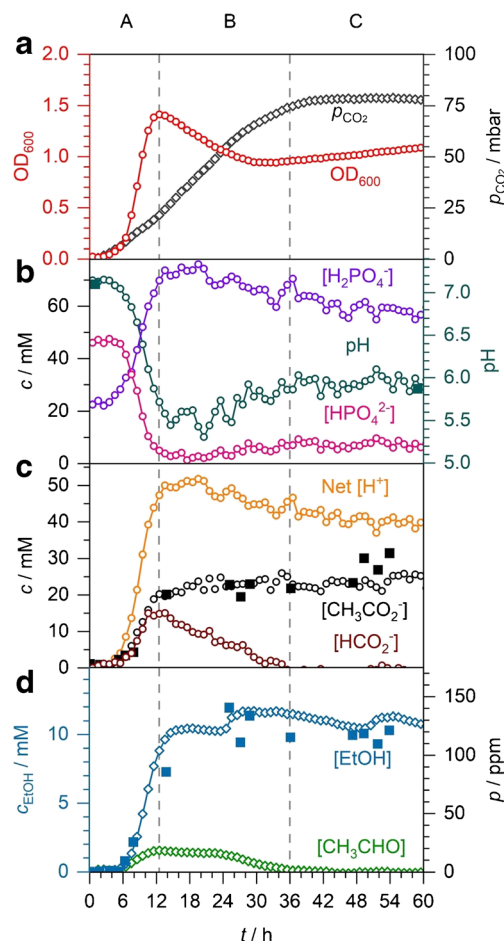 A B C
a
2.0 100
1.5 75
1.0 50
0.5 25
0.0 0
OD₆₀₀
p_CO₂ / mbar
p_CO₂
OD₆₀₀
b
60
40
20
0
c / mM
7.0
6.5
6.0
5.5
5.0
pH
[H₂PO₄⁻]
pH
[HPO₄²⁻]
c
50
40
30
20
10
0
c / mM
Net [H⁺]
[CH₃CO₂⁻]
[HCO₂⁻]
d
10
5
0
c_EtOH / mM
150
100
50
0
p / ppm
[EtOH]
[CH₃CHO]
0 6 12 18 24 30 36 42 48 54 60
t / h